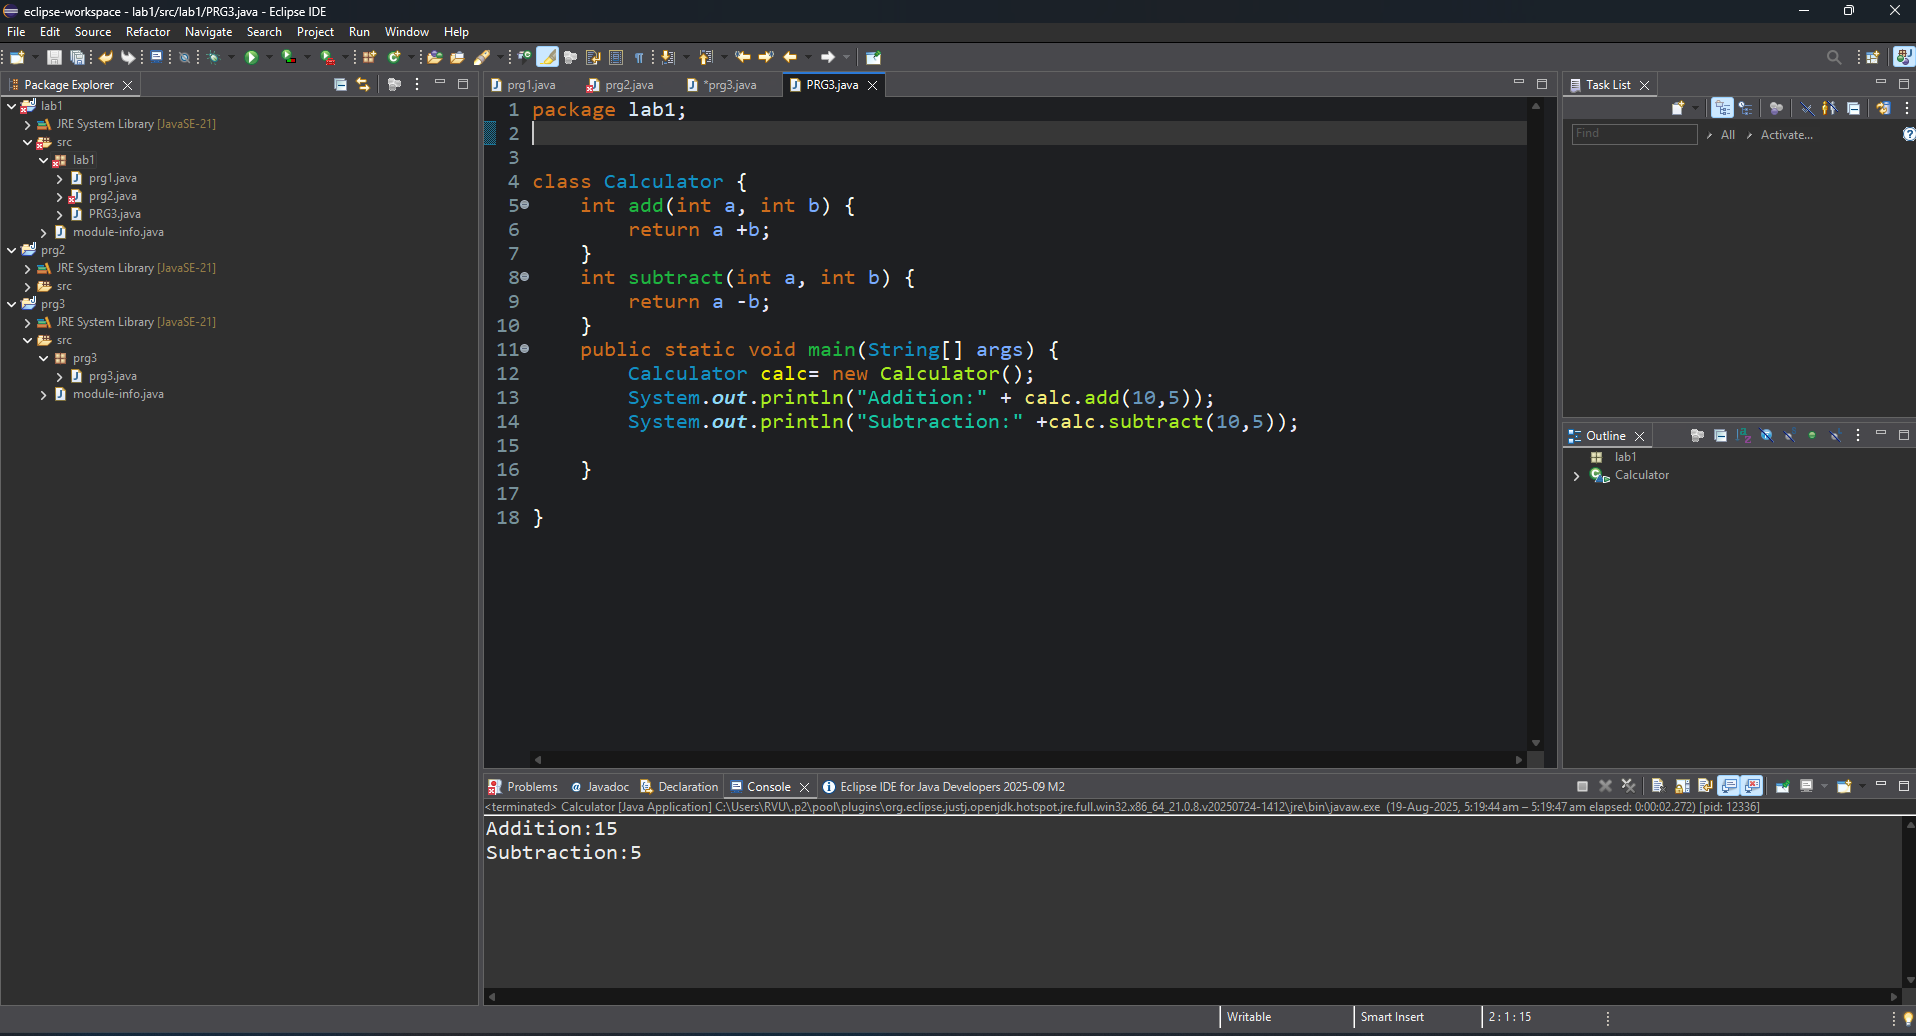 eclipse-workspace - lab1/src/lab1/PRG3.java - Eclipse IDE
File Edit Source Refactor Navigate Search Project Run Window Help
Package Explorer
lab1
JRE System Library [JavaSE-21]
src
lab1
prg1.java
prg2.java
PRG3.java
module-info.java
prg2
JRE System Library [JavaSE-21]
src
prg3
JRE System Library [JavaSE-21]
src
prg3
prg3.java
module-info.java
prg1.java prg2.java *prg3.java PRG3.java
1 package lab1;
2
3
4 class Calculator {
5 int add(int a, int b) {
6 return a +b;
7 }
8 int subtract(int a, int b) {
9 return a -b;
10 }
11 public static void main(String[] args) {
12 Calculator calc= new Calculator();
13 System.out.println("Addition:" + calc.add(10,5));
14 System.out.println("Subtraction:" +calc.subtract(10,5));
15
16 }
17
18 }
Task List
Find All Activate...
Outline
lab1
Calculator
Problems Javadoc Declaration Console Eclipse IDE for Java Developers 2025-09 M2
<terminated> Calculator [Java Application] C:\Users\RVU\.p2\pool\plugins\org.eclipse.justj.openjdk.hotspot.jre.full.win32.x86_64_21.0.8.v20250724-1412\jre\bin\javaw.exe (19-Aug-2025, 5:19:44 am – 5:19:47 am elapsed: 0:00:02.272) [pid: 12336]
Addition:15
Subtraction:5
Writable Smart Insert 2 : 1 : 15